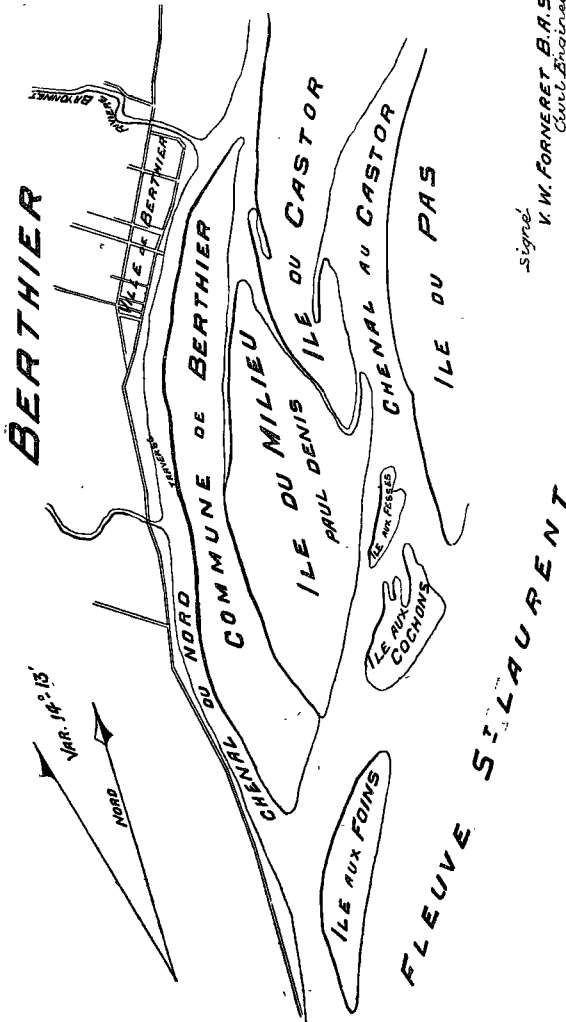 BERTHIER
RIVIÈRE BAYONNE
VILLE DE BERTHIER
TRAVERSE
VAR. 14° 13'
NORD
CHENAL DU NORD
COMMUNE DE BERTHIER
ILE DU MILIEU
PAUL DENIS
ILE DU CASTOR
CHENAL AU CASTOR
ILE DU PAS
ILE AUX FESSES
ILE AUX
COCHONS
ILE AUX FOINS
FLEUVE ST LAURENT
Signé
V. W. FORNERET B.A.S
Civil Engineer